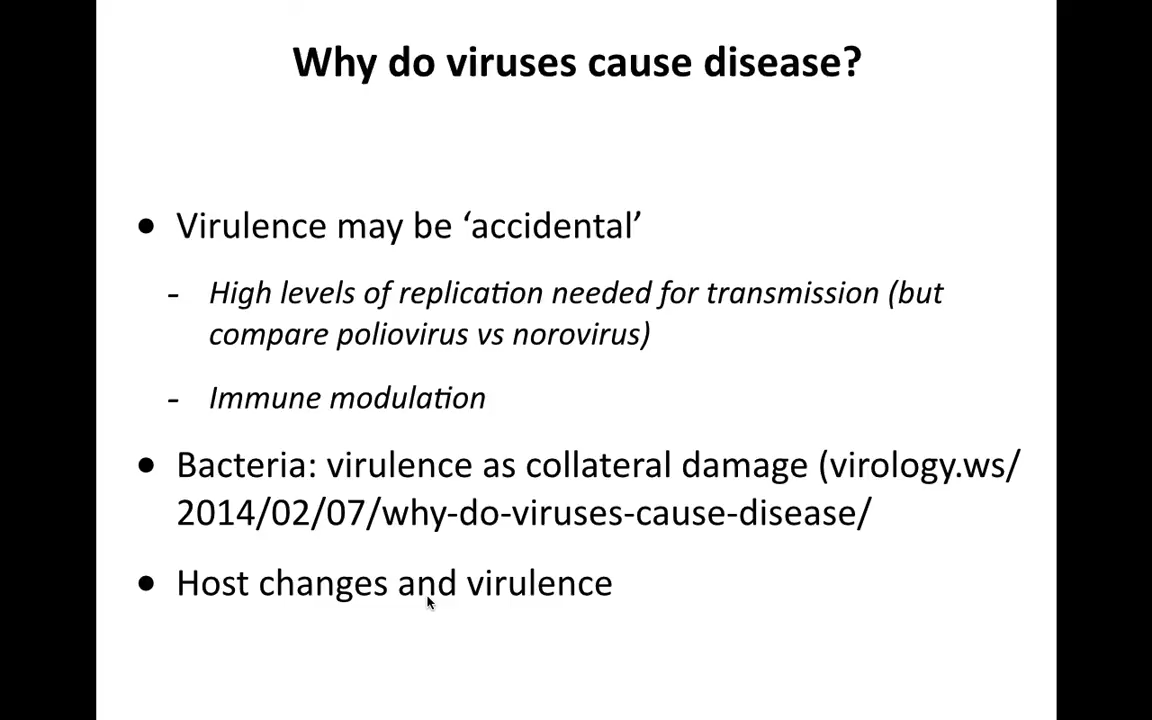 Why do viruses cause disease?
• Virulence may be ‘accidental’
- High levels of replication needed for transmission (but
compare poliovirus vs norovirus)
- Immune modulation
• Bacteria: virulence as collateral damage (virology.ws/
2014/02/07/why-do-viruses-cause-disease/
• Host changes and virulence